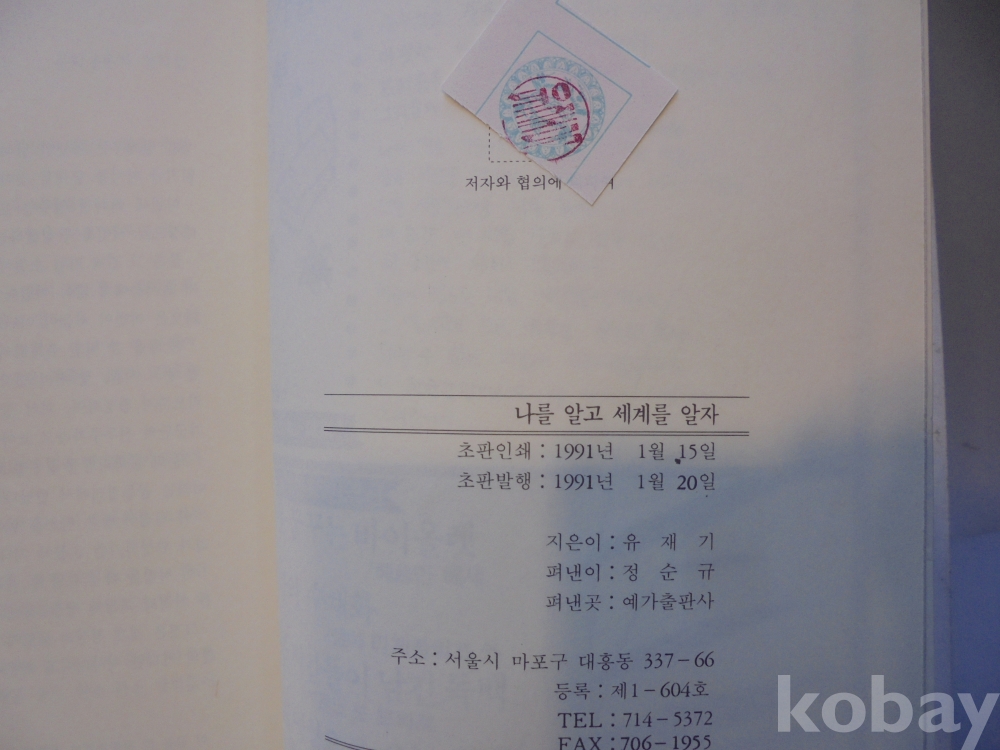 저자와 협의에
나를 알고 세계를 알자
초판인쇄 : 1991년 1월 15일
초판발행 : 1991년 1월 20일
지은이 : 유 재 기
펴낸이 : 정 순 규
펴낸곳 : 예가출판사
주소 : 서울시 마포구 대흥동 337-66
등록 : 제1-604호
TEL : 714-5372
FAX : 706-1955
kobay